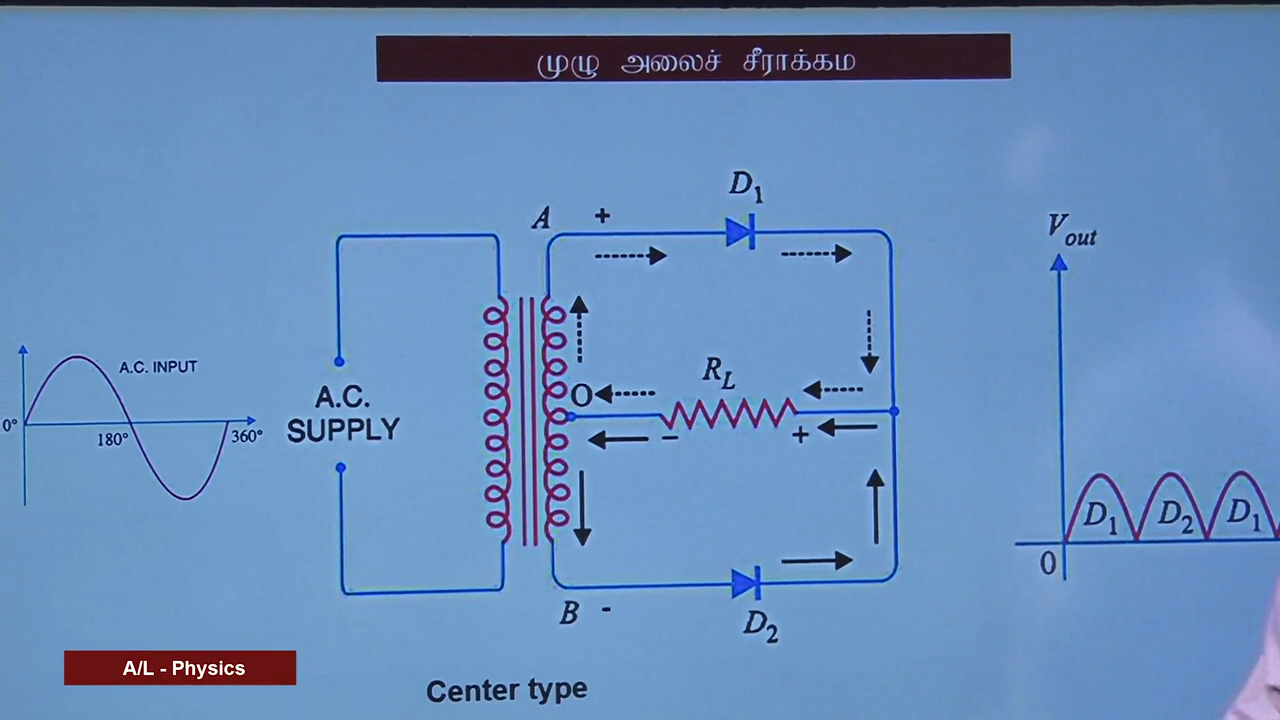 முழு அலைச் சீராக்கம
D1
A +
Vout
A.C. INPUT
RL
O
A.C.
SUPPLY
0°
180°
360°
− +
D1 D2 D1
0
B -
D2
A/L - Physics
Center type